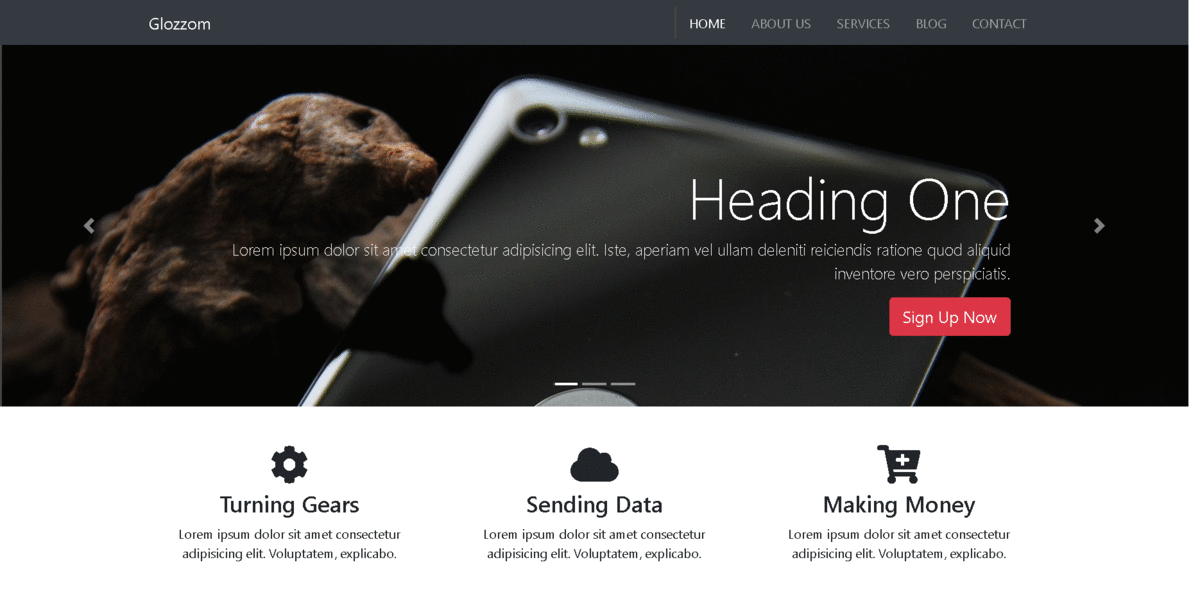 Glozzom
HOME
ABOUT US
SERVICES
BLOG
CONTACT
Heading One
Lorem ipsum dolor sit amet consectetur adipisicing elit. Iste, aperiam vel ullam deleniti reiciendis ratione quod aliquid
inventore vero perspiciatis.
Sign Up Now
Turning Gears
Lorem ipsum dolor sit amet consectetur
adipisicing elit. Voluptatem, explicabo.
Sending Data
Lorem ipsum dolor sit amet consectetur
adipisicing elit. Voluptatem, explicabo.
Making Money
Lorem ipsum dolor sit amet consectetur
adipisicing elit. Voluptatem, explicabo.